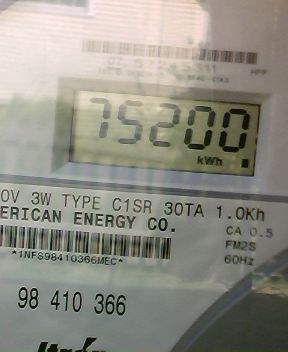 75200
kWh
0V 3W TYPE C1SR 30TA 1.0Kh
ERICAN ENERGY CO.
CA 0.5
*1NFS98410366MEC*
FM2S
60Hz
98 410 366
Itron